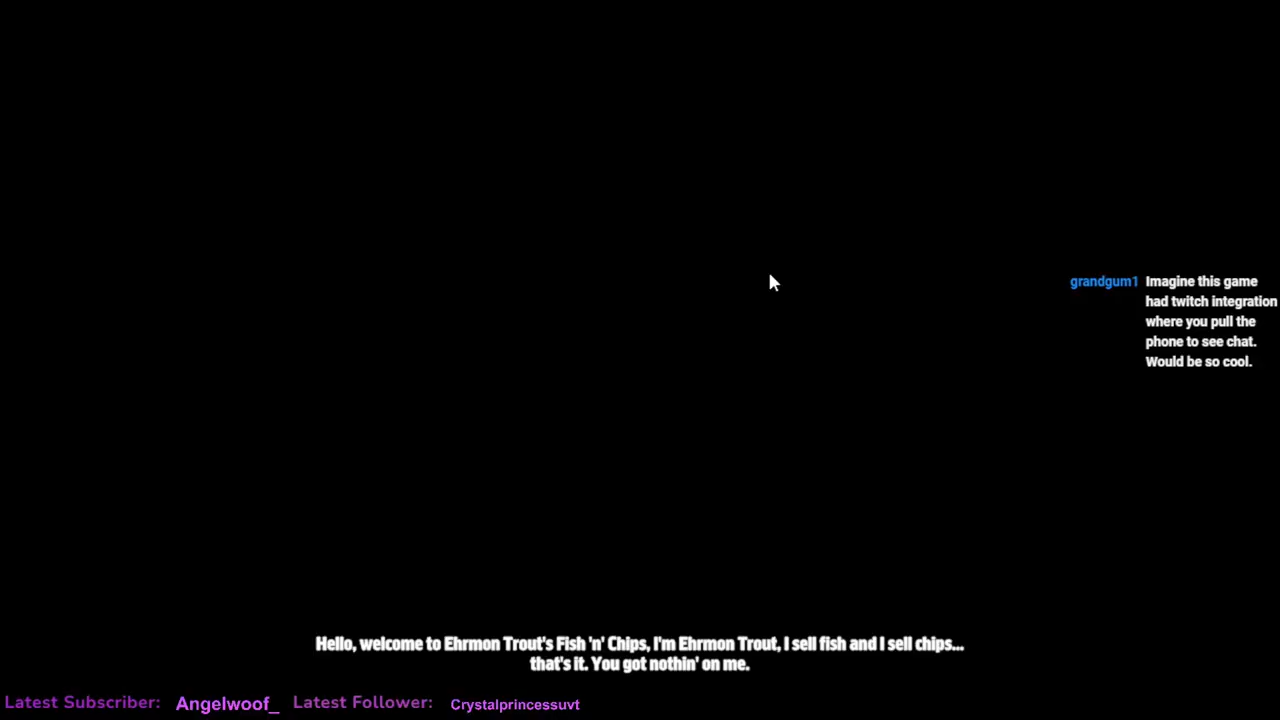 grandgum1 Imagine this game
had twitch integration
where you pull the
phone to see chat.
Would be so cool.
Hello, welcome to Ehrmon Trout's Fish 'n' Chips, I'm Ehrmon Trout, I sell fish and I sell chips...
that's it. You got nothin' on me.
Latest Subscriber: Angelwoof_ Latest Follower: Crystalprincessuvt